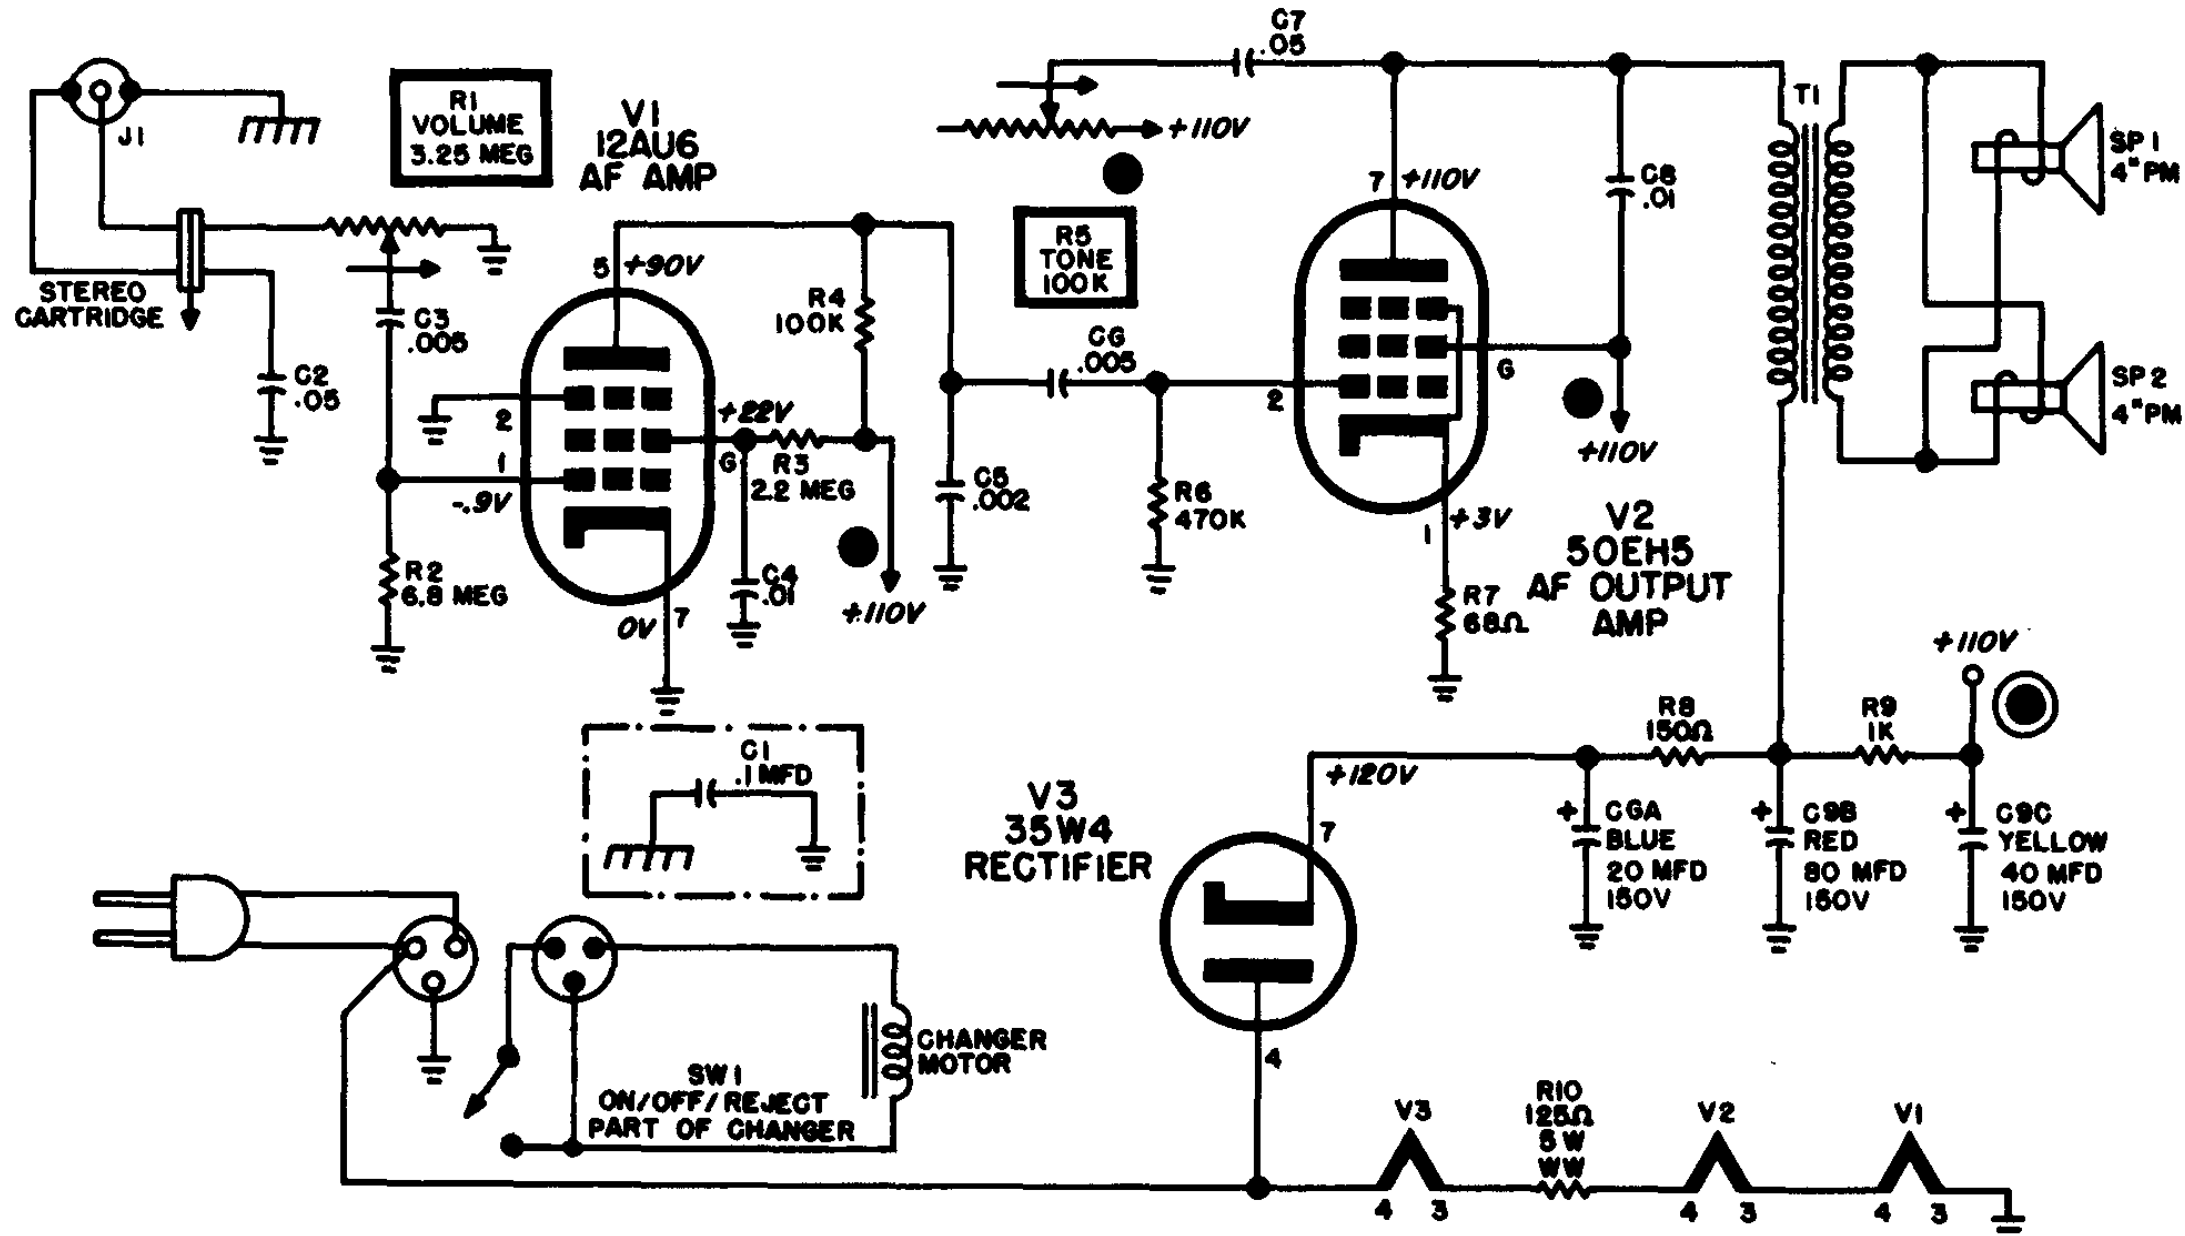 C7
.05
J1
R1
VOLUME
3.25 MEG
V1
12AU6
AF AMP
+110V
T1
SP1
4" PM
7
+110V
C8
.01
R5
TONE
100K
5
+90V
STEREO
CARTRIDGE
R4
100K
C3
.005
C6
.005
C2
.05
2
+22V
2
6
SP2
4" PM
1
-.9V
6
R3
2.2 MEG
+110V
C5
.002
R6
470K
1
+3V
V2
50EH5
AF OUTPUT
AMP
R2
6.8 MEG
C4
.01
+110V
R7
68Ω
0V
7
+110V
R8
150Ω
R9
1K
C1
.1 MFD
+120V
V3
35W4
RECTIFIER
7
+
CGA
BLUE
20 MFD
150V
+
C9B
RED
80 MFD
150V
+
C9C
YELLOW
40 MFD
150V
CHANGER
MOTOR
4
SW1
ON/OFF/REJECT
PART OF CHANGER
V3
R10
125Ω
5W
WW
V2
V1
4
3
4
3
4
3